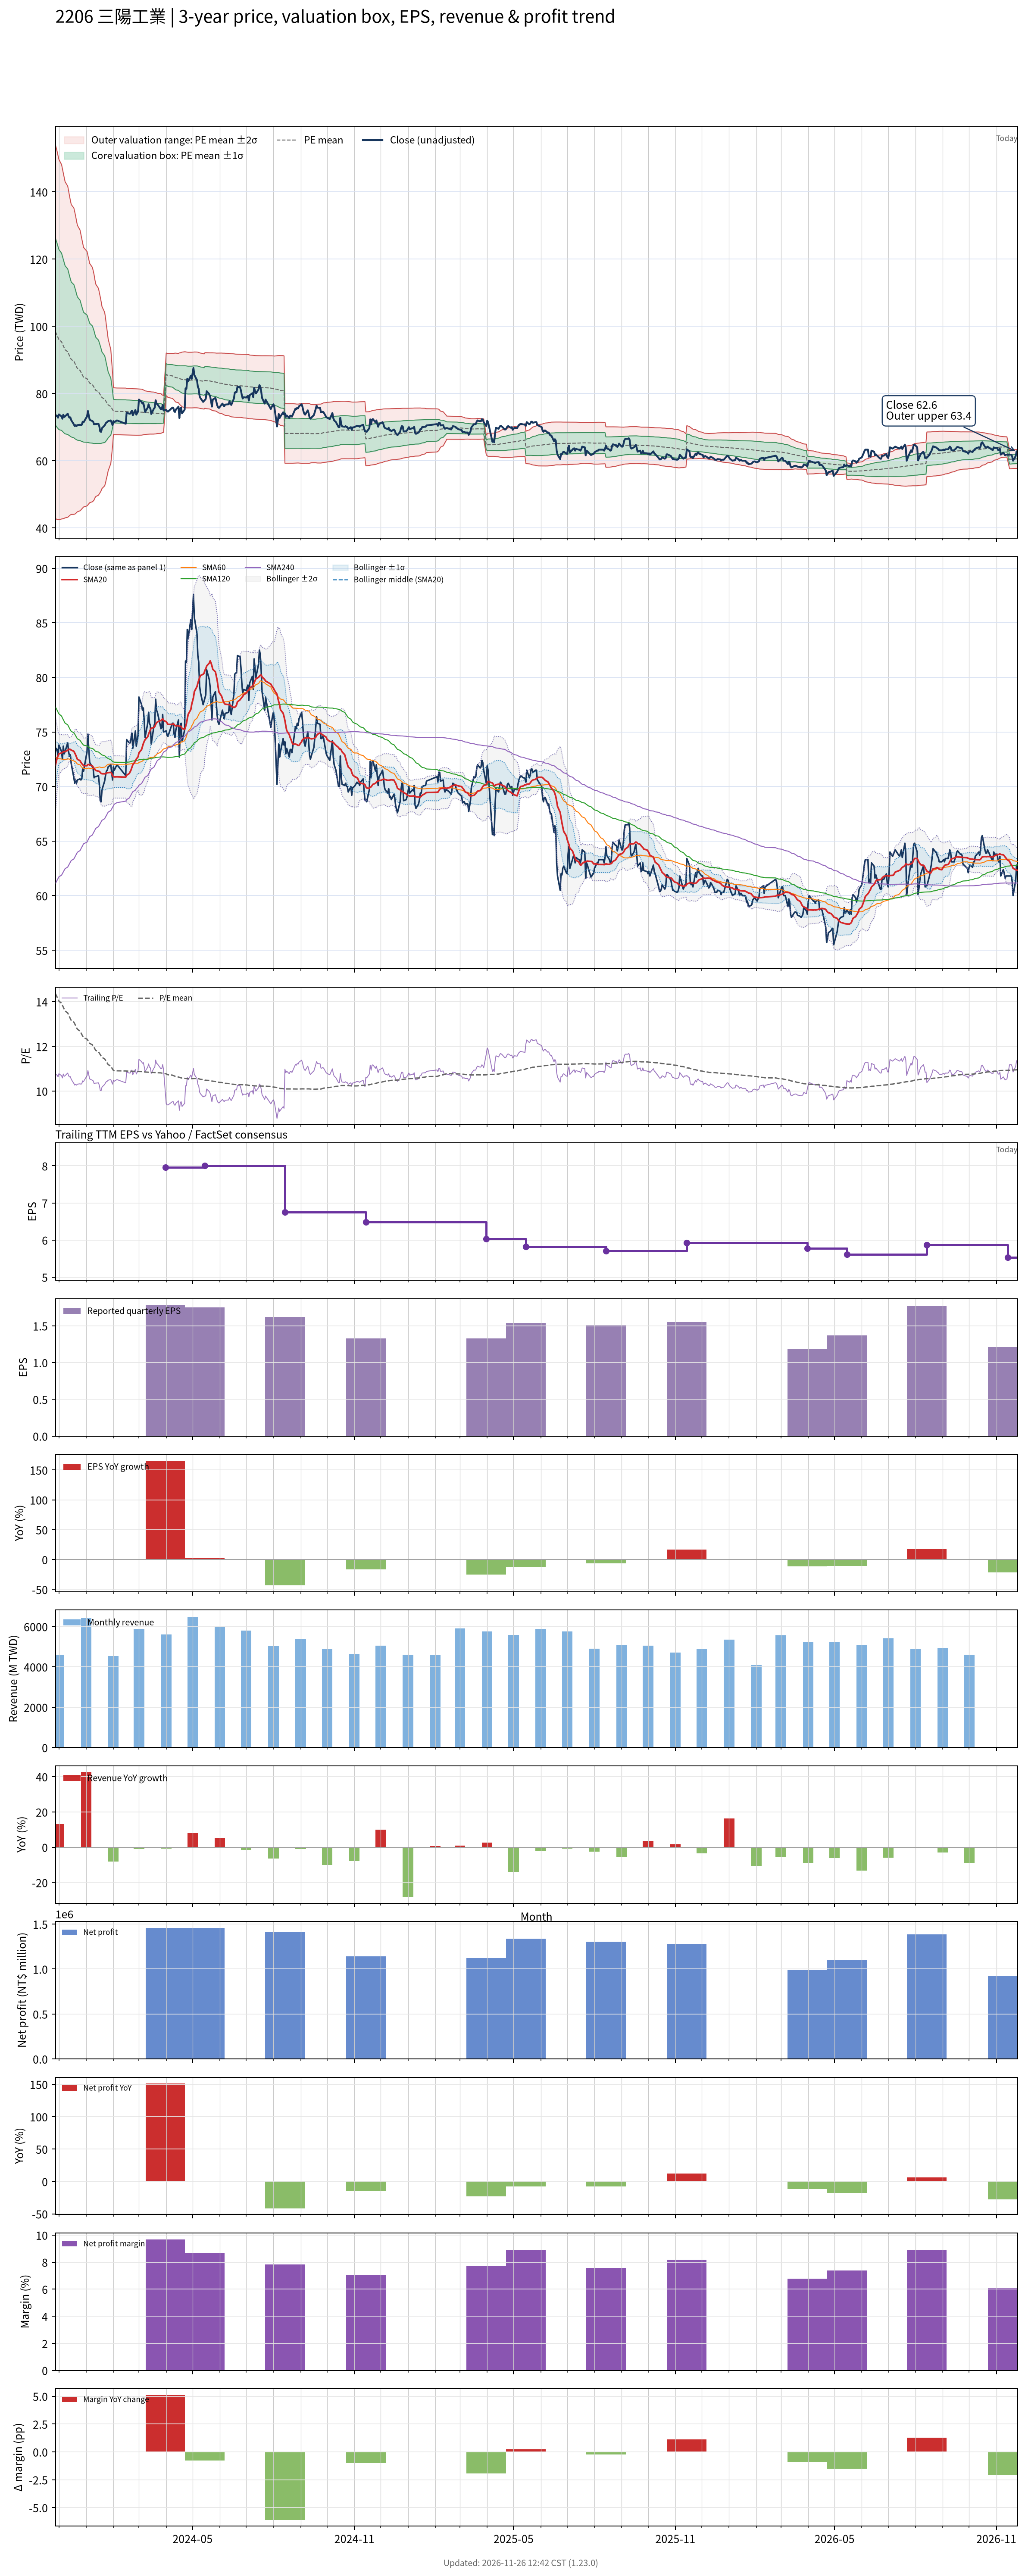 2206 三陽工業 | 3-year price, valuation box, EPS, revenue & profit trend
Outer valuation range: PE mean ±2σ
Core valuation box: PE mean ±1σ
PE mean
Close (unadjusted)
Today
Close 62.6
Outer upper 63.4
Price (TWD)
140
120
100
80
60
40
Close (same as panel 1)
SMA20
SMA60
SMA120
SMA240
Bollinger ±2σ
Bollinger ±1σ
Bollinger middle (SMA20)
Price
90
85
80
75
70
65
60
55
Trailing P/E
P/E mean
P/E
14
12
10
Trailing TTM EPS vs Yahoo / FactSet consensus
Today
EPS
8
7
6
5
Reported quarterly EPS
EPS
1.5
1.0
0.5
0.0
EPS YoY growth
YoY (%)
150
100
50
0
-50
Monthly revenue
Revenue (M TWD)
6000
4000
2000
0
Revenue YoY growth
YoY (%)
40
20
0
-20
Month
1e6
Net profit
Net profit (NT$ million)
1.5
1.0
0.5
0.0
Net profit YoY
YoY (%)
150
100
50
0
-50
Net profit margin
Margin (%)
10
8
6
4
2
0
Margin YoY change
Δ margin (pp)
5.0
2.5
0.0
-2.5
-5.0
2024-05
2024-11
2025-05
2025-11
2026-05
2026-11
Updated: 2026-11-26 12:42 CST (1.23.0)